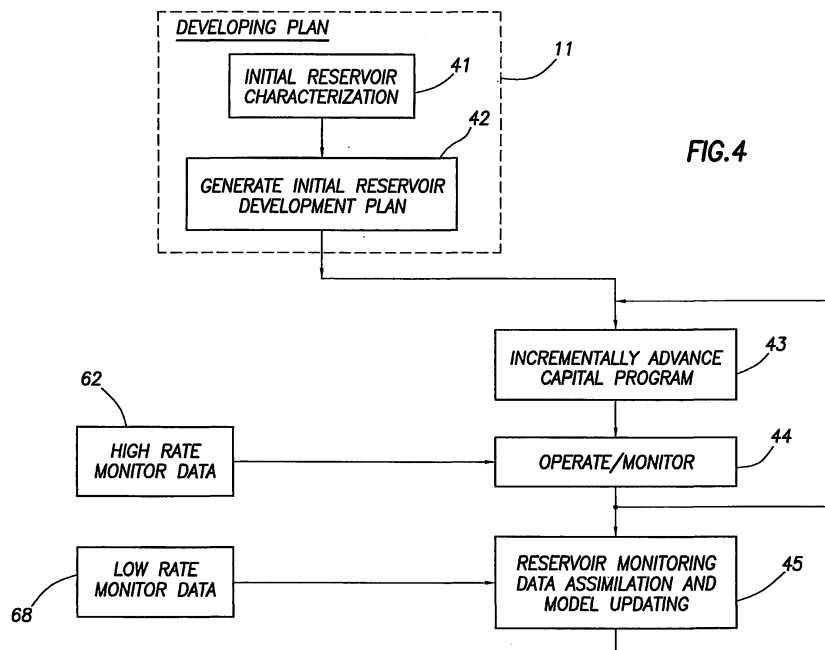 DEVELOPING PLAN
11
INITIAL RESERVOIR
CHARACTERIZATION
41
42
GENERATE INITIAL RESERVOIR
DEVELOPMENT PLAN
FIG.4
INCREMENTALLY ADVANCE
CAPITAL PROGRAM
43
62
HIGH RATE
MONITOR DATA
OPERATE/MONITOR
44
LOW RATE
MONITOR DATA
68
RESERVOIR MONITORING
DATA ASSIMILATION AND
MODEL UPDATING
45